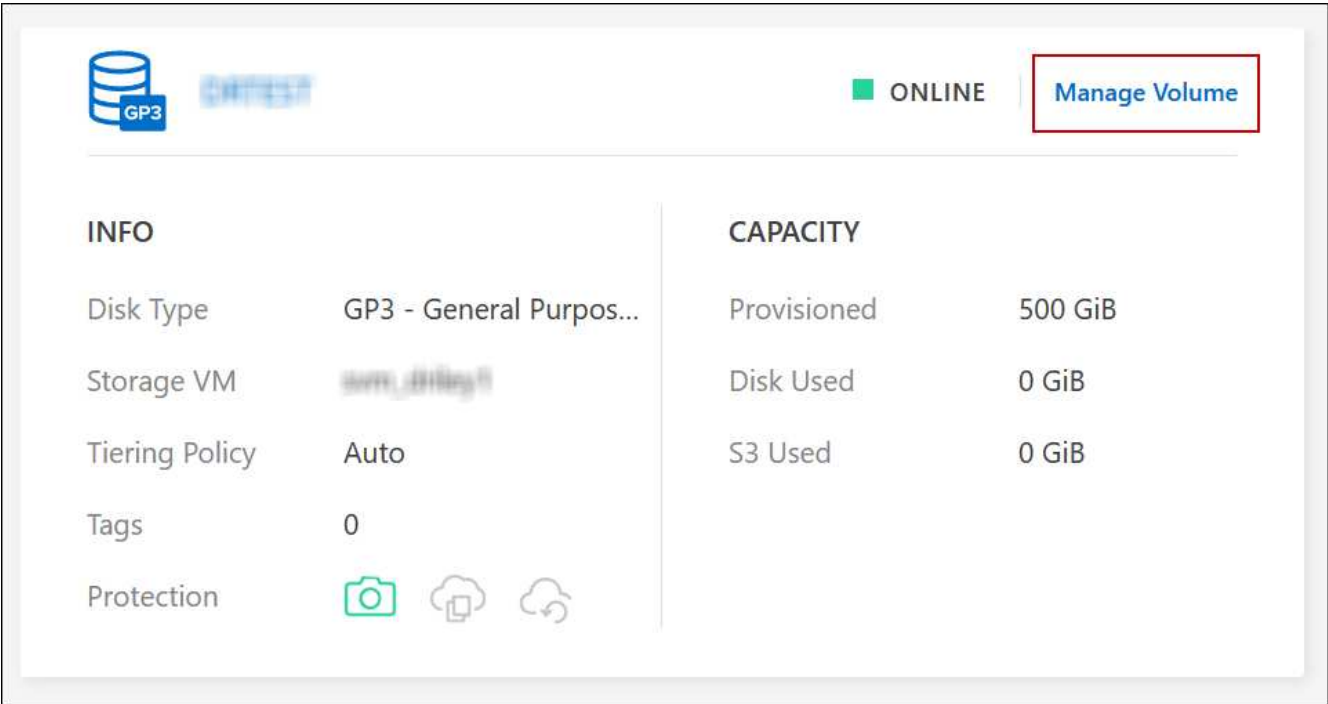 GP3
ONLINE
Manage Volume
INFO
Disk Type GP3 - General Purpos...
Storage VM
Tiering Policy Auto
Tags 0
Protection
CAPACITY
Provisioned 500 GiB
Disk Used 0 GiB
S3 Used 0 GiB